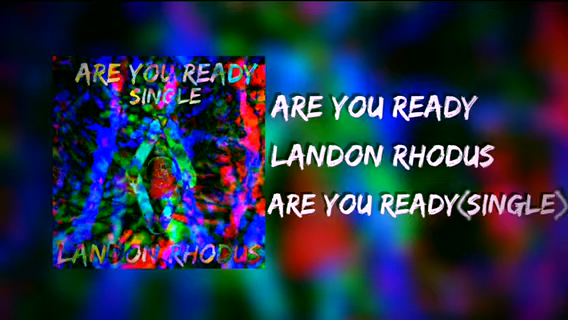 ARE YOU READY
SINGLE
LANDON RHODUS
ARE YOU READY
LANDON RHODUS
ARE YOU READY(SINGLE)